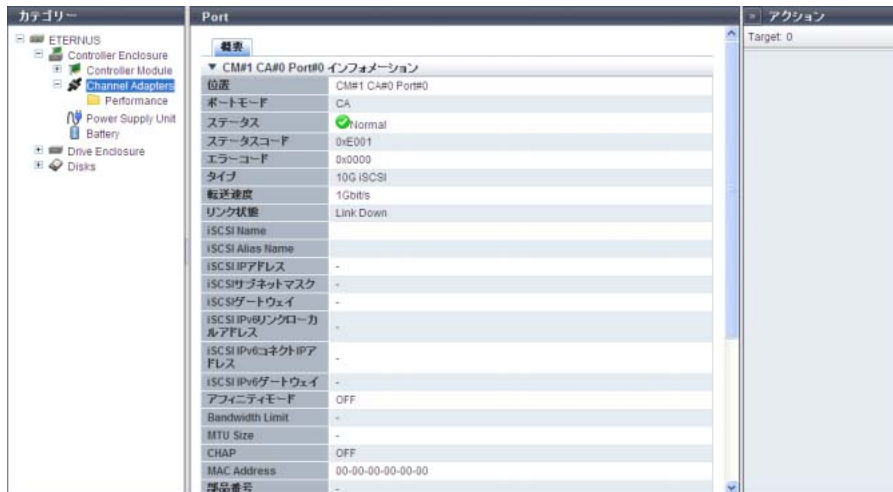 カテゴリー
ETERNUS
Controller Enclosure
Controller Module
Channel Adapters
Performance
Power Supply Unit
Battery
Drive Enclosure
Disks
Port
概要
▼ CM#1 CA#0 Port#0 インフォメーション
位置 CM#1 CA#0 Port#0
ポートモード CA
ステータス Normal
ステータスコード 0xE001
エラーコード 0x0000
タイプ 10G iSCSI
転送速度 1Gbit/s
リンク状態 Link Down
iSCSI Name
iSCSI Alias Name
iSCSI IPアドレス -
iSCSIサブネットマスク -
iSCSIゲートウェイ -
iSCSI IPv6リンクローカ
ルアドレス -
iSCSI IPv6コネクトIPア
ドレス -
iSCSI IPv6ゲートウェイ -
アフィニティモード OFF
Bandwidth Limit -
MTU Size -
CHAP OFF
MAC Address 00-00-00-00-00-00
部品番号 -
» アクション
Target: 0